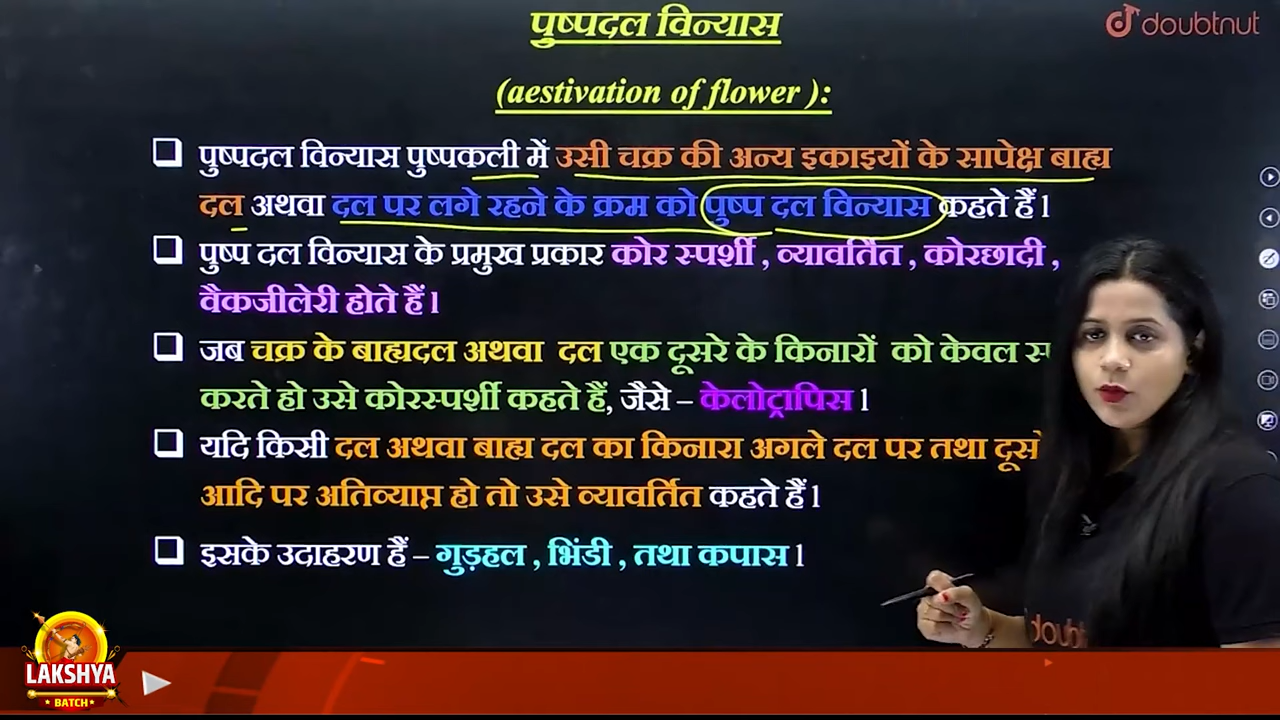 पुष्पदल विन्यास
doubtnut
(aestivation of flower ):
पुष्पदल विन्यास पुष्पकली में उसी चक्र की अन्य इकाइयों के सापेक्ष बाह्य
दल अथवा दल पर लगे रहने के क्रम को पुष्प दल विन्यास कहते हैं l
पुष्प दल विन्यास के प्रमुख प्रकार कोर स्पर्शी , व्यावर्तित , कोरछादी ,
वैकजीलेरी होते हैं l
जब चक्र के बाह्यदल अथवा दल एक दूसरे के किनारों को केवल
करते हो उसे कोरस्पर्शी कहते हैं, जैसे – केलोट्रापिस l
यदि किसी दल अथवा बाह्य दल का किनारा अगले दल पर तथा
आदि पर अतिव्याप्त हो तो उसे व्यावर्तित कहते हैं l
इसके उदाहरण हैं – गुड़हल , भिंडी , तथा कपास l
LAKSHYA
BATCH